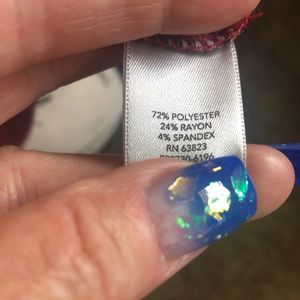 72% POLYESTER
24% RAYON
4% SPANDEX
RN 63823